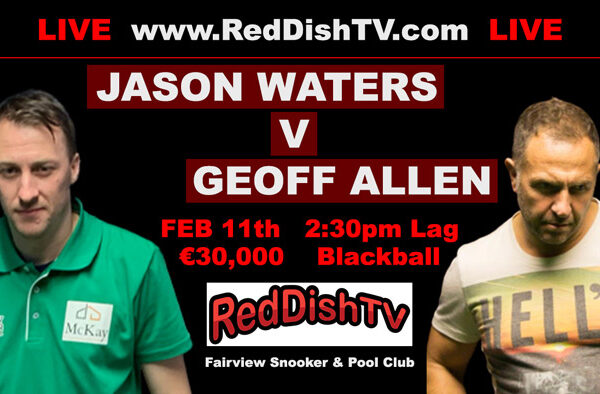 LIVE www.RedDishTV.com LIVE
JASON WATERS
V
GEOFF ALLEN
FEB 11th 2:30pm Lag
€30,000 Blackball
RedDishTV
Fairview Snooker & Pool Club
McKay
HELL'